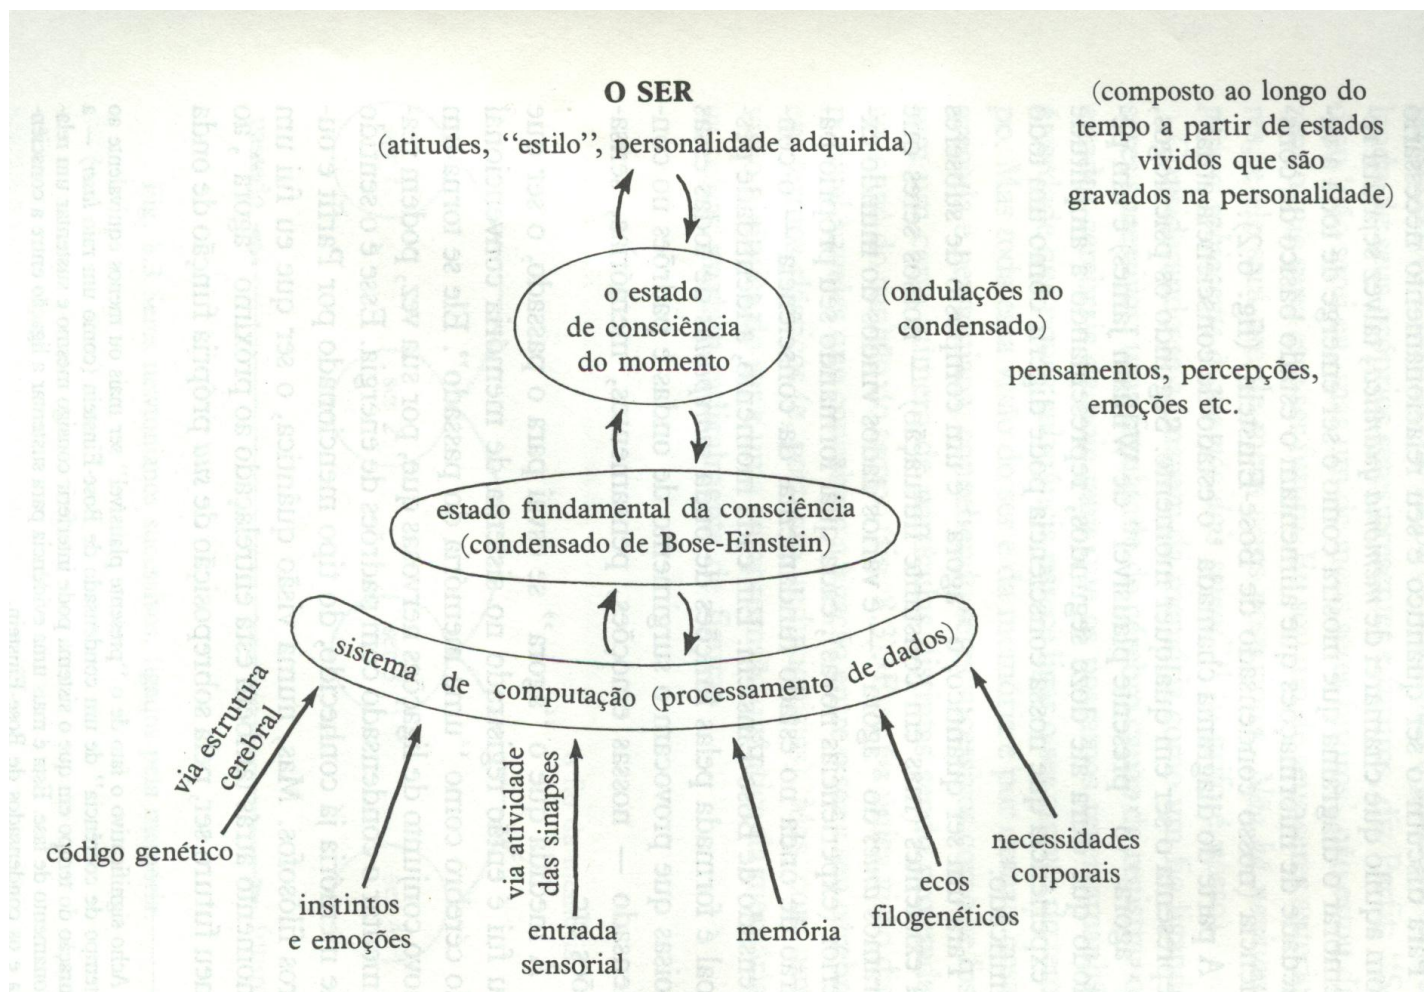 O SER
(atitudes, “estilo”, personalidade adquirida)
(composto ao longo do
tempo a partir de estados
vividos que são
gravados na personalidade)
o estado
de consciência
do momento
(ondulações no
condensado)
pensamentos, percepções,
emoções etc.
estado fundamental da consciência
(condensado de Bose-Einstein)
sistema de computação (processamento de dados)
via estrutura
cerebral
código genético
instintos
e emoções
via atividade
das sinapses
entrada
sensorial
memória
ecos
filogenéticos
necessidades
corporais